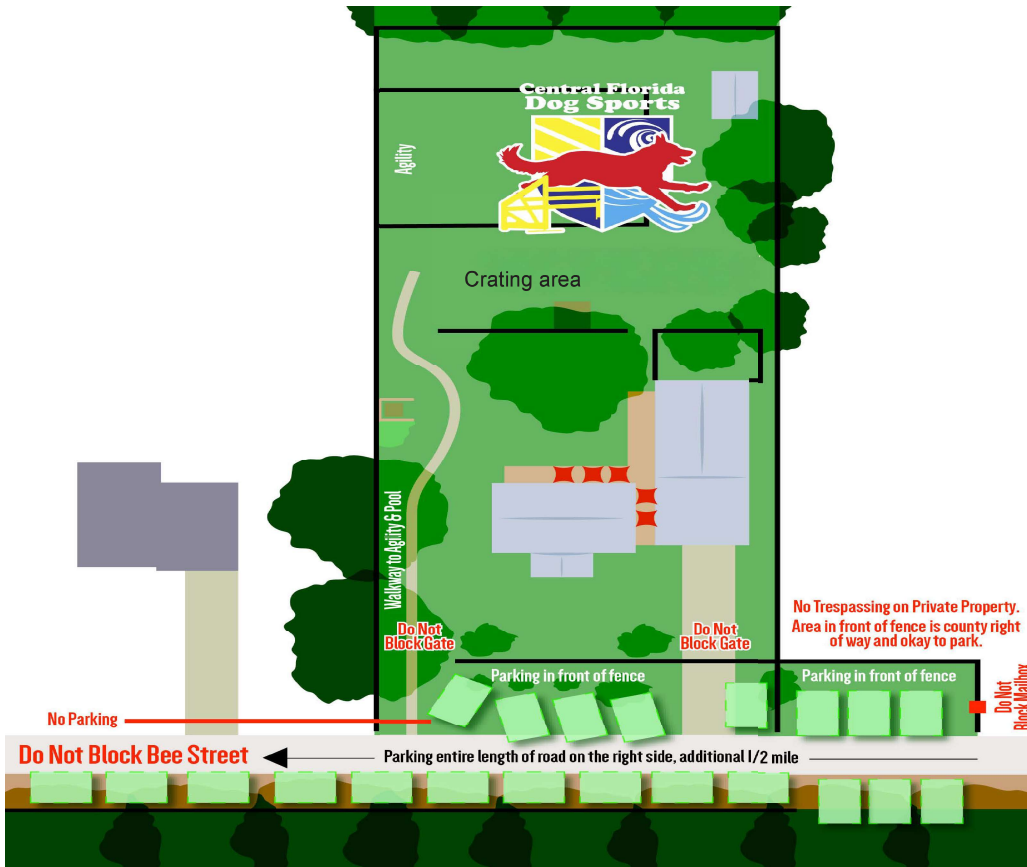 Central Florida
Dog Sports
Agility
Crating area
Walkway to Agility & Pool
Do Not
Block Gate
Do Not
Block Gate
No Trespassing on Private Property.
Area in front of fence is county right
of way and okay to park.
Parking in front of fence
Parking in front of fence
Do Not
Block Mailbox
No Parking
Do Not Block Bee Street
Parking entire length of road on the right side, additional 1/2 mile